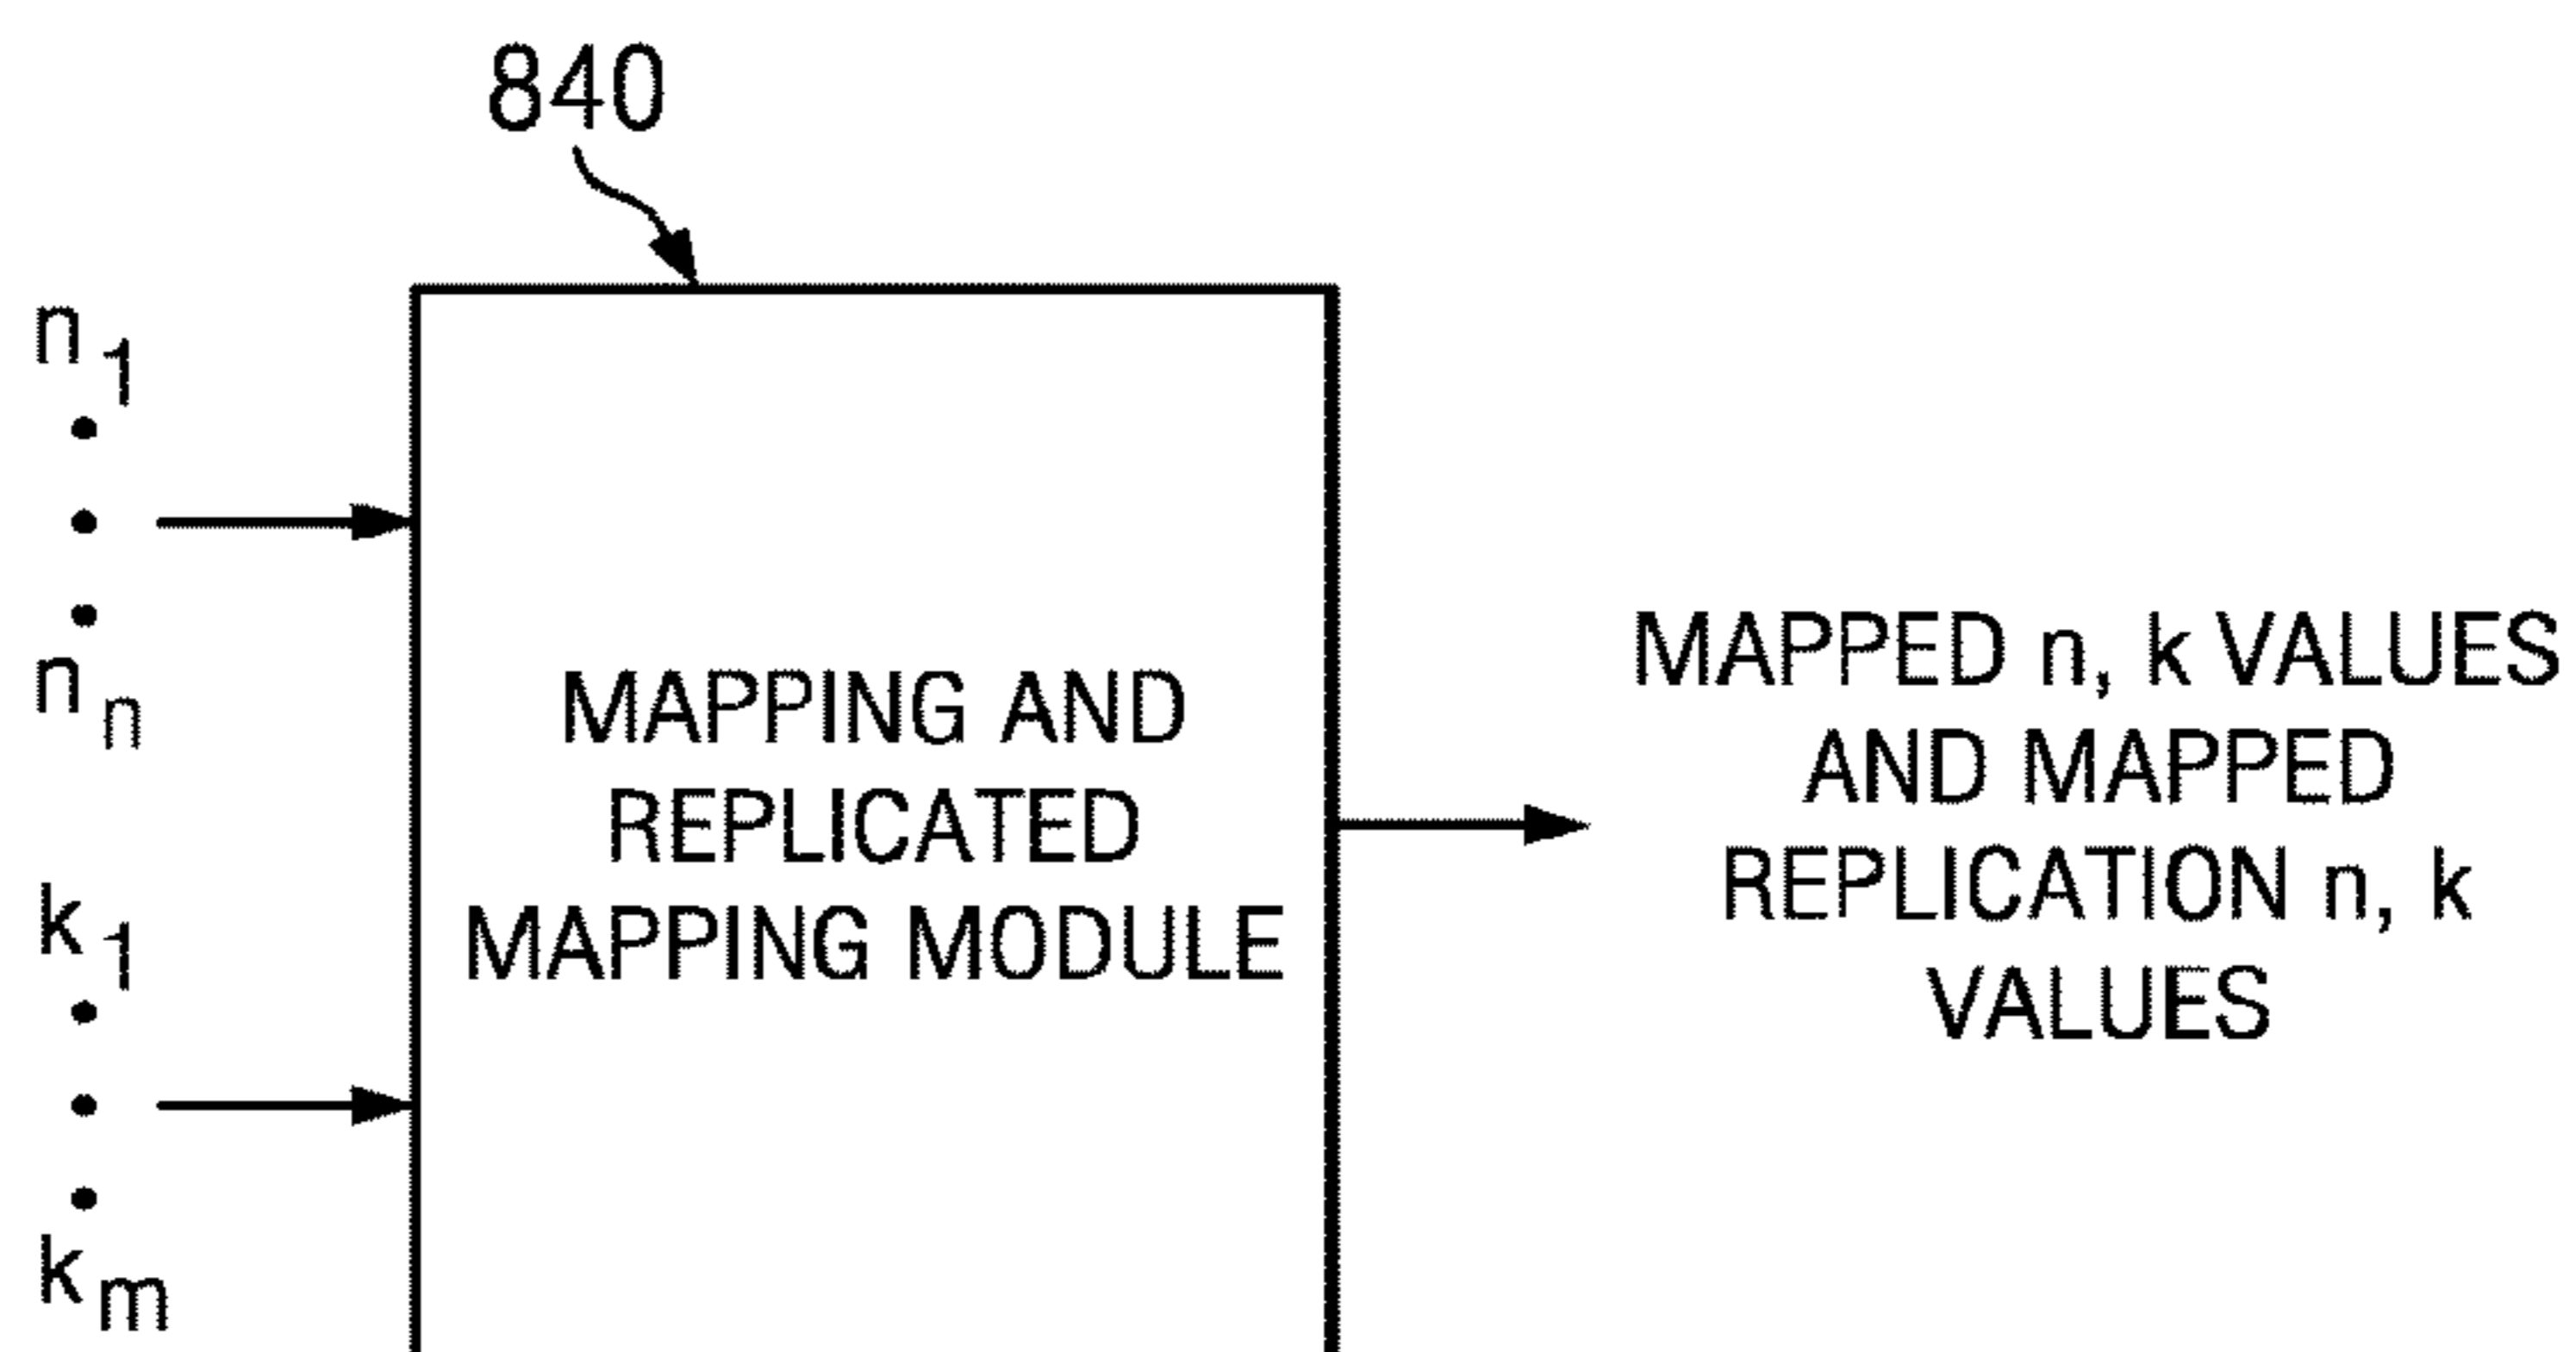 840
n₁
nₙ
k₁
kₘ
MAPPING AND
REPLICATED
MAPPING MODULE
MAPPED n, k VALUES
AND MAPPED
REPLICATION n, k
VALUES